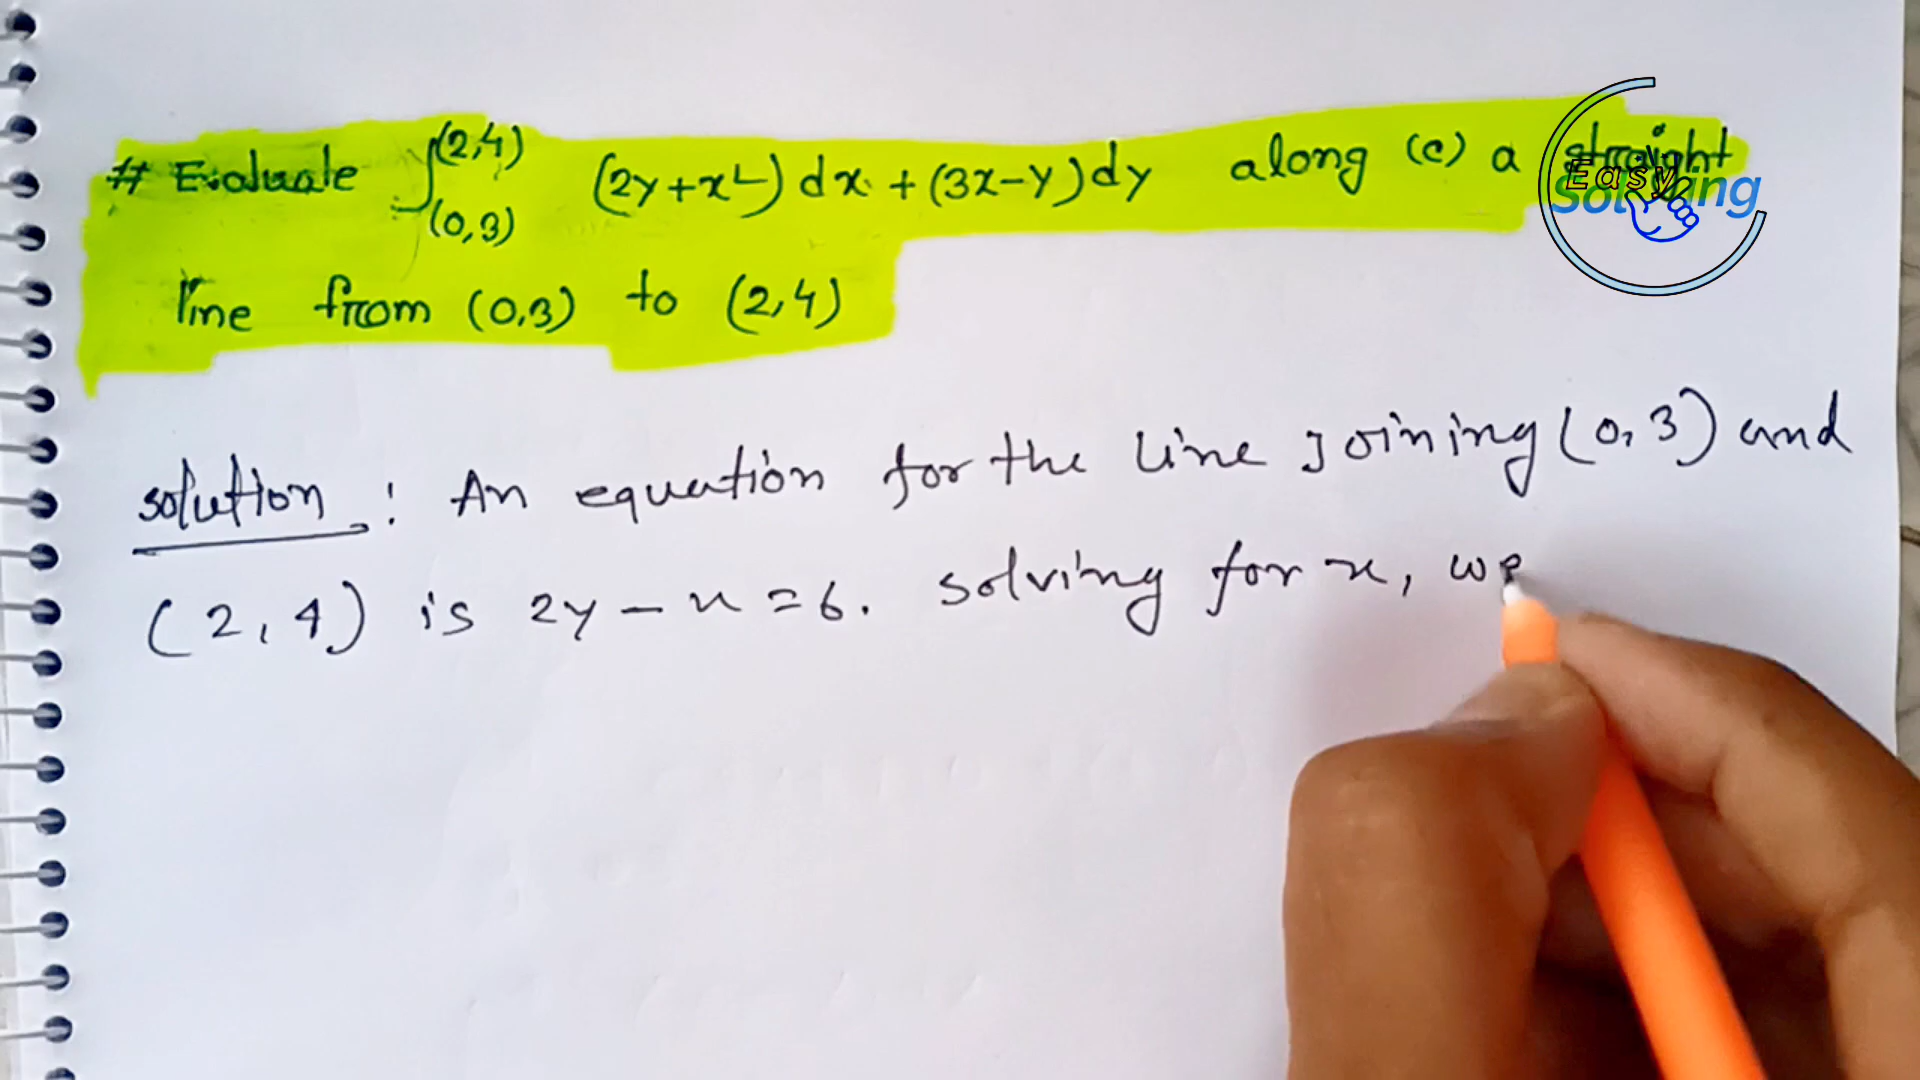 # Evaluate ∫(0,3)(2,4) (2y+x²)dx+(3x-y)dy along (c) a straight
Easy
Solving
line from (0,3) to (2,4)
solution : An equation for the line Joining (0,3) and
(2,4) is 2y-x=6. solving for x, we